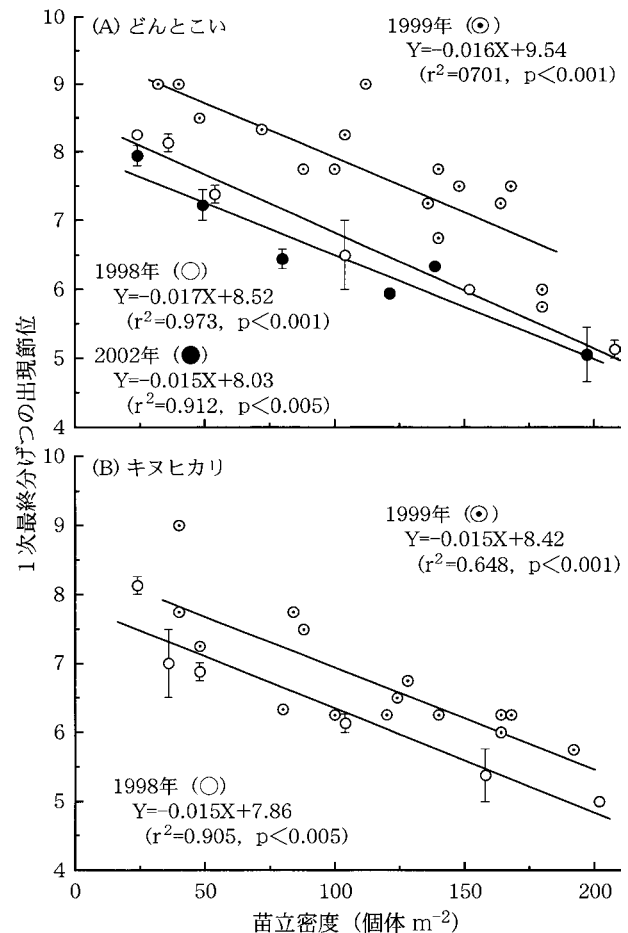 10
(A) どんとこい
1999年 (⊙)
Y=-0.016X+9.54
(r²=0701, p<0.001)
9
8
7
6
5
4
1998年 (○)
Y=-0.017X+8.52
(r²=0.973, p<0.001)
2002年 (●)
Y=-0.015X+8.03
(r²=0.912, p<0.005)
1次最終分げつの出現節位
10
(B) キヌヒカリ
1999年 (⊙)
Y=-0.015X+8.42
(r²=0.648, p<0.001)
9
8
7
6
5
4
1998年 (○)
Y=-0.015X+7.86
(r²=0.905, p<0.005)
0 50 100 150 200
苗立密度 (個体 m⁻²)